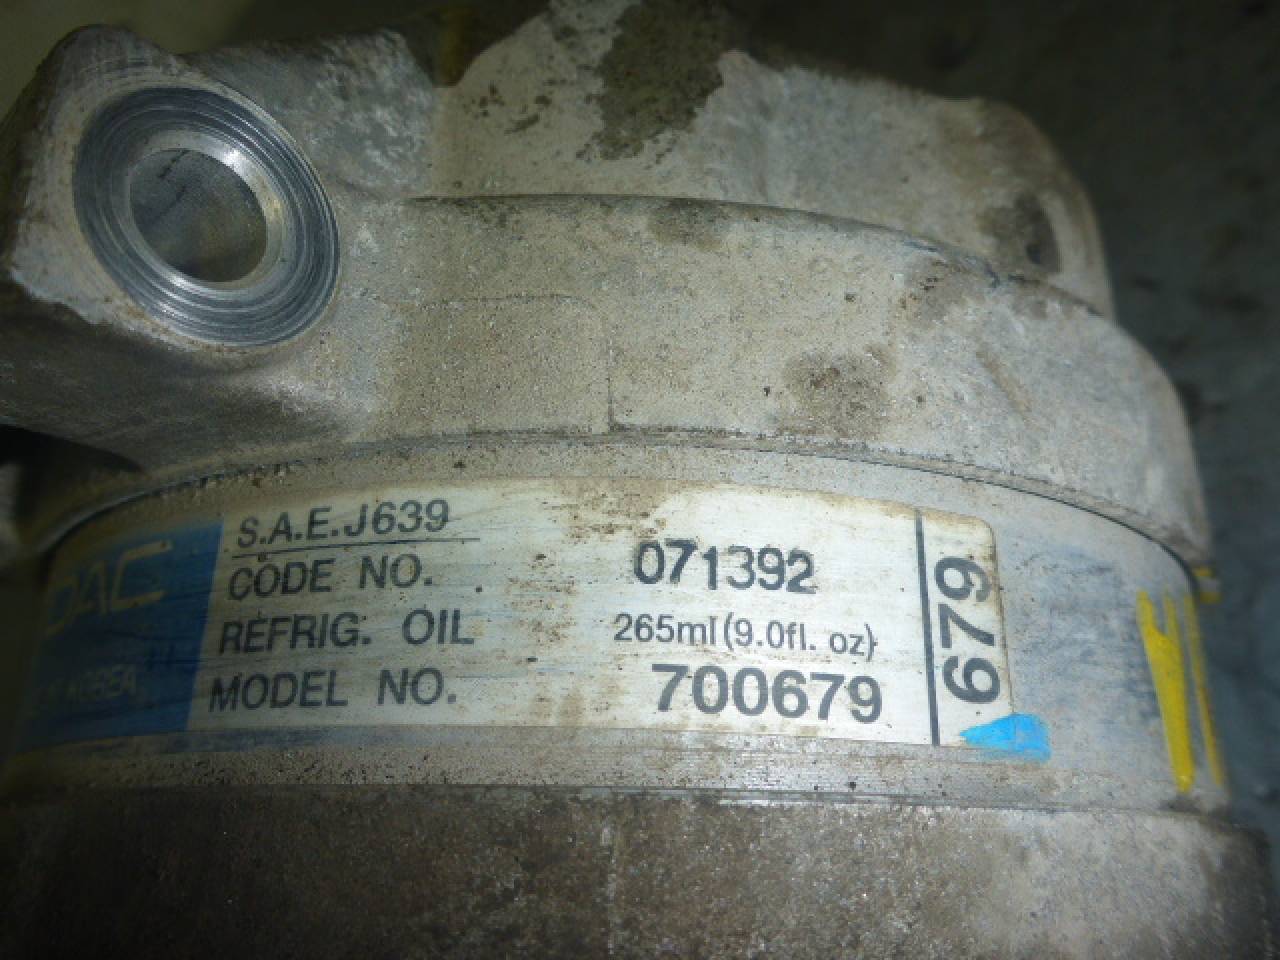 S.A.E.J639
CODE NO. 071392
REFRIG. OIL 265ml(9.0fl. oz)
MODEL NO. 700679
679